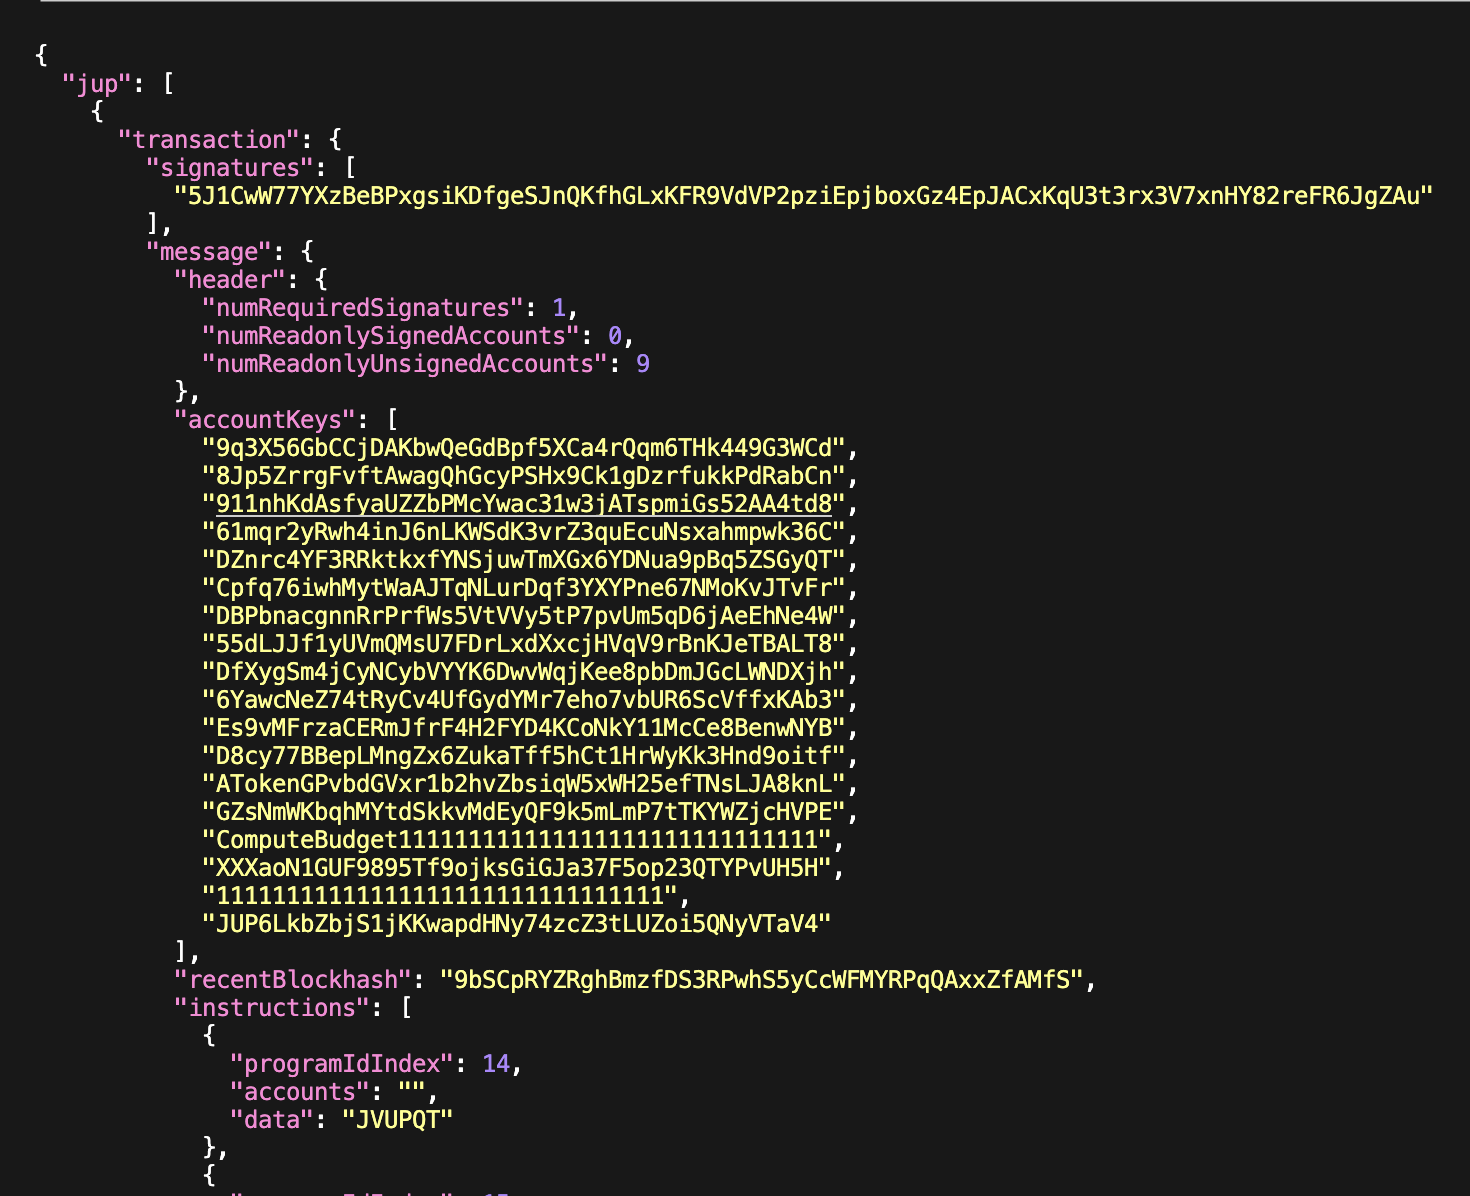 {
"jup": [
{
"transaction": {
"signatures": [
"5J1CwW77YXzBeBPxgsiKDfgeSJnQKfhGLxKFR9VdVP2pziEpjboxGz4EpJACxKqU3t3rx3V7xnHY82reFR6JgZAu"
],
"message": {
"header": {
"numRequiredSignatures": 1,
"numReadonlySignedAccounts": 0,
"numReadonlyUnsignedAccounts": 9
},
"accountKeys": [
"9q3X56GbCCjDAKbwQeGdBpf5XCa4rQqm6THk449G3WCd",
"8Jp5ZrrgFvftAwagQhGcyPSHx9Ck1gDzrfukkPdRabCn",
"911nhKdAsfyaUZZbPMcYwac31w3jATspmiGs52AA4td8",
"61mqr2yRwh4inJ6nLKWSdK3vrZ3quEcuNsxahmpwk36C",
"DZnrc4YF3RRktkxfYNSjuwTmXGx6YDNua9pBq5ZSGyQT",
"Cpfq76iwhMytWaAJTqNLurDqf3YXYPne67NMoKvJTvFr",
"DBPbnacgnnRrPrfWs5VtVVy5tP7pvUm5qD6jAeEhNe4W",
"55dLJJf1yUVmQMsU7FDrLxdXxcjHVqV9rBnKJeTBALT8",
"DfXygSm4jCyNCybVYYK6DwvWqjKee8pbDmJGcLWNDXjh",
"6YawcNeZ74tRyCv4UfGydYMr7eho7vbUR6ScVffxKAb3",
"Es9vMFrzaCERmJfrF4H2FYD4KCoNkY11McCe8BenwNYB",
"D8cy77BBepLMngZx6ZukaTff5hCt1HrWyKk3Hnd9oitf",
"ATokenGPvbdGVxr1b2hvZbsiqW5xWH25efTNsLJA8knL",
"GZsNmWKbqhMYtdSkkvMdEyQF9k5mLmP7tTKYWZjcHVPE",
"ComputeBudget111111111111111111111111111111",
"XXXaoN1GUF9895Tf9ojksGiGJa37F5op23QTYPvUH5H",
"11111111111111111111111111111111",
"JUP6LkbZbjS1jKKwapdHNy74zcZ3tLUZoi5QNyVTaV4"
],
"recentBlockhash": "9bSCpRYZRghBmzfDS3RPwhS5yCcWFMYRPqQAxxZfAMfS",
"instructions": [
{
"programIdIndex": 14,
"accounts": "",
"data": "JVUPQT"
},
{